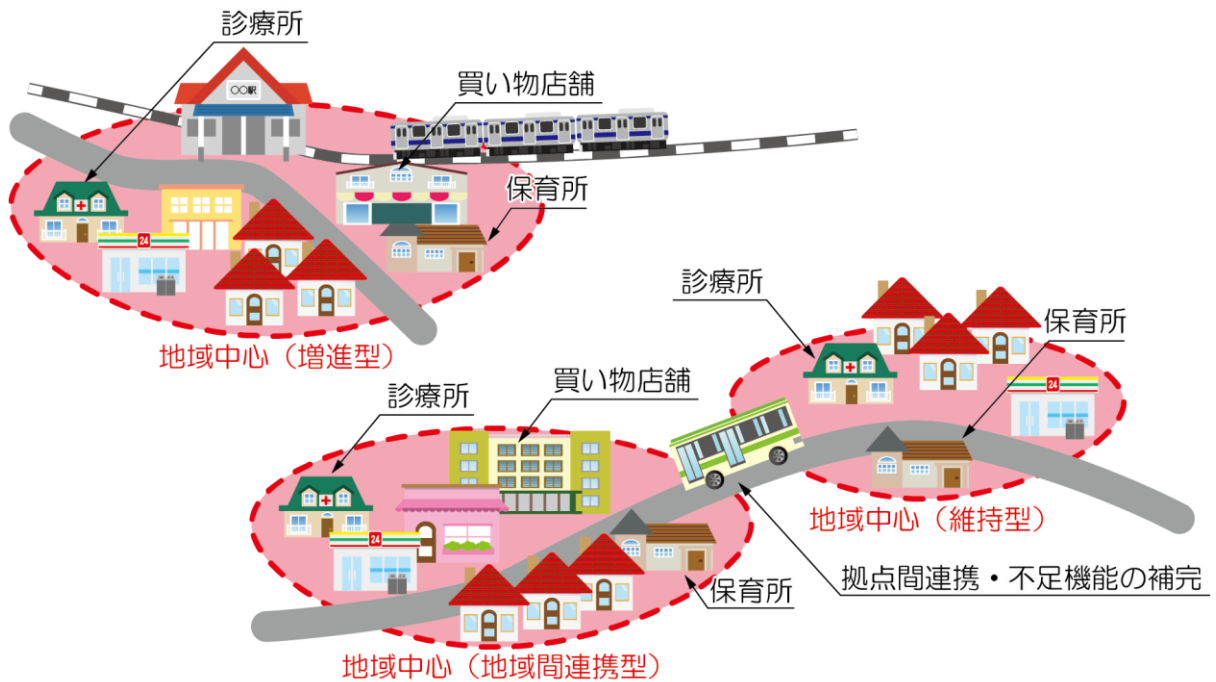 診療所
〇〇駅
買い物店舗
保育所
24
地域中心（増進型）
診療所
保育所
24
地域中心（維持型）
診療所
買い物店舗
24
保育所
拠点間連携・不足機能の補完
地域中心（地域間連携型）